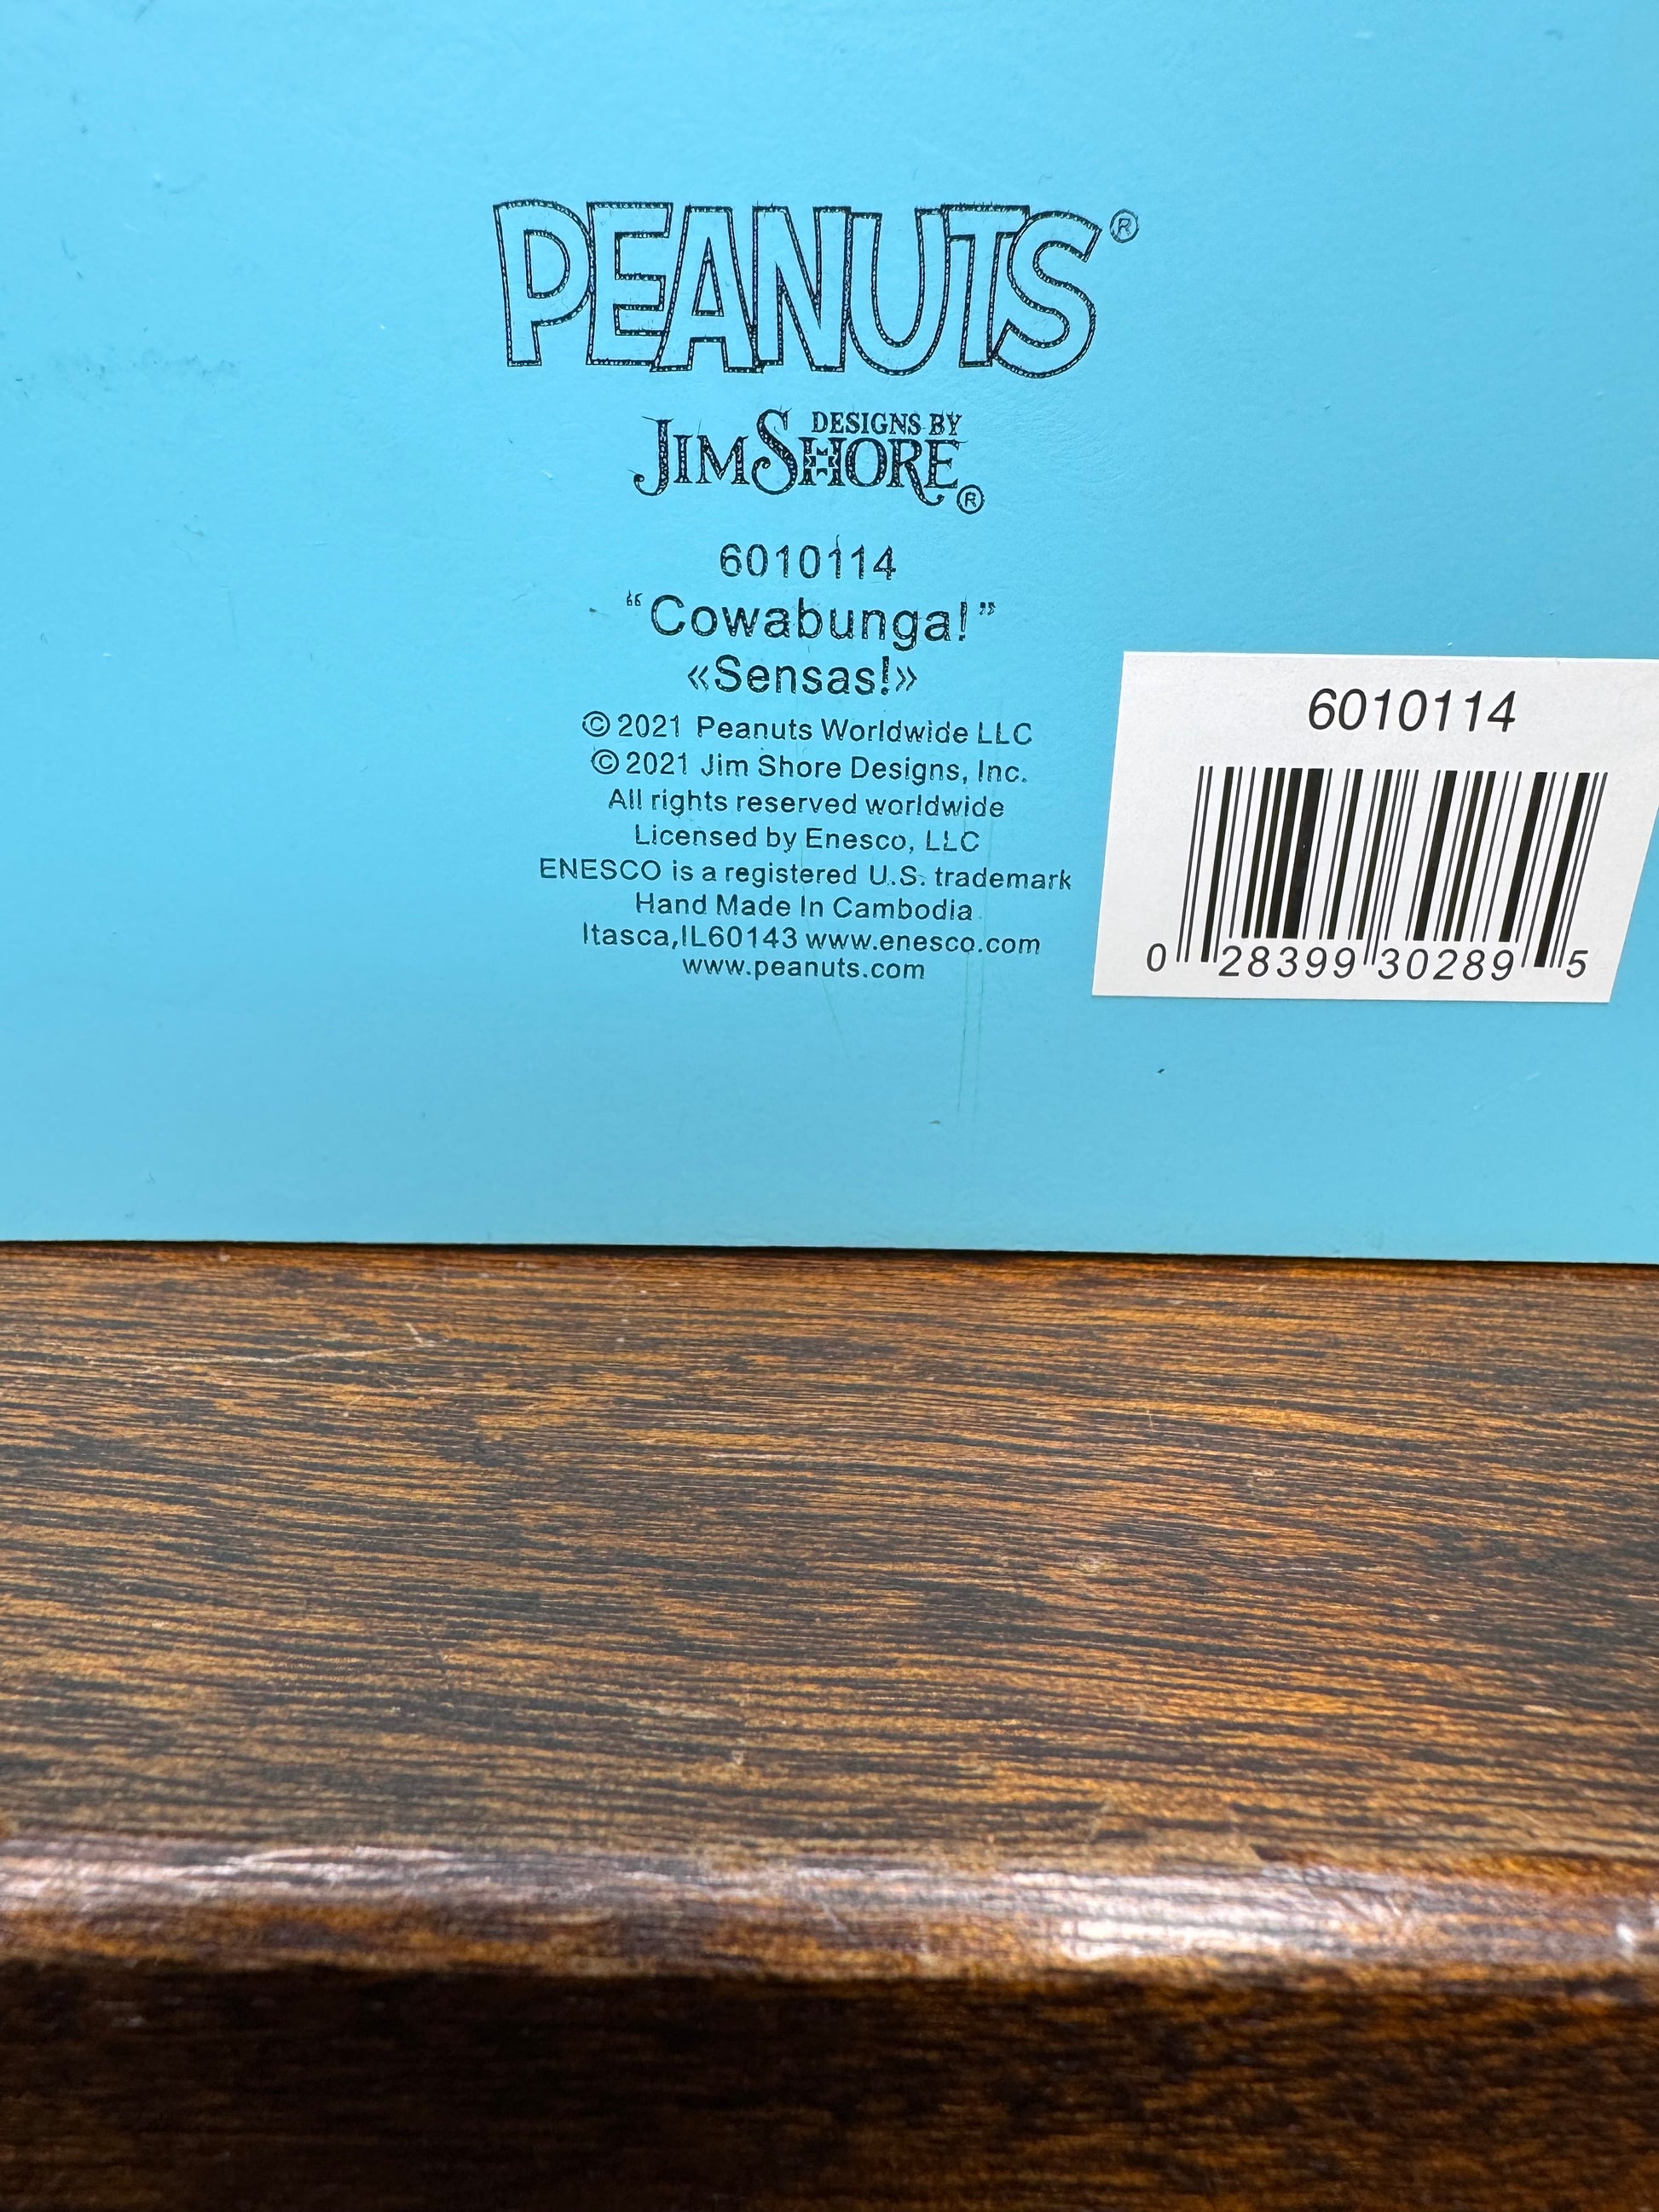 PEANUTS®
DESIGNS BY
JIM SHORE®
6010114
“Cowabunga!”
«Sensas!»
© 2021 Peanuts Worldwide LLC
© 2021 Jim Shore Designs, Inc.
All rights reserved worldwide
Licensed by Enesco, LLC
ENESCO is a registered U.S. trademark
Hand Made In Cambodia
Itasca,IL60143 www.enesco.com
www.peanuts.com
6010114
0 28399 30289 5